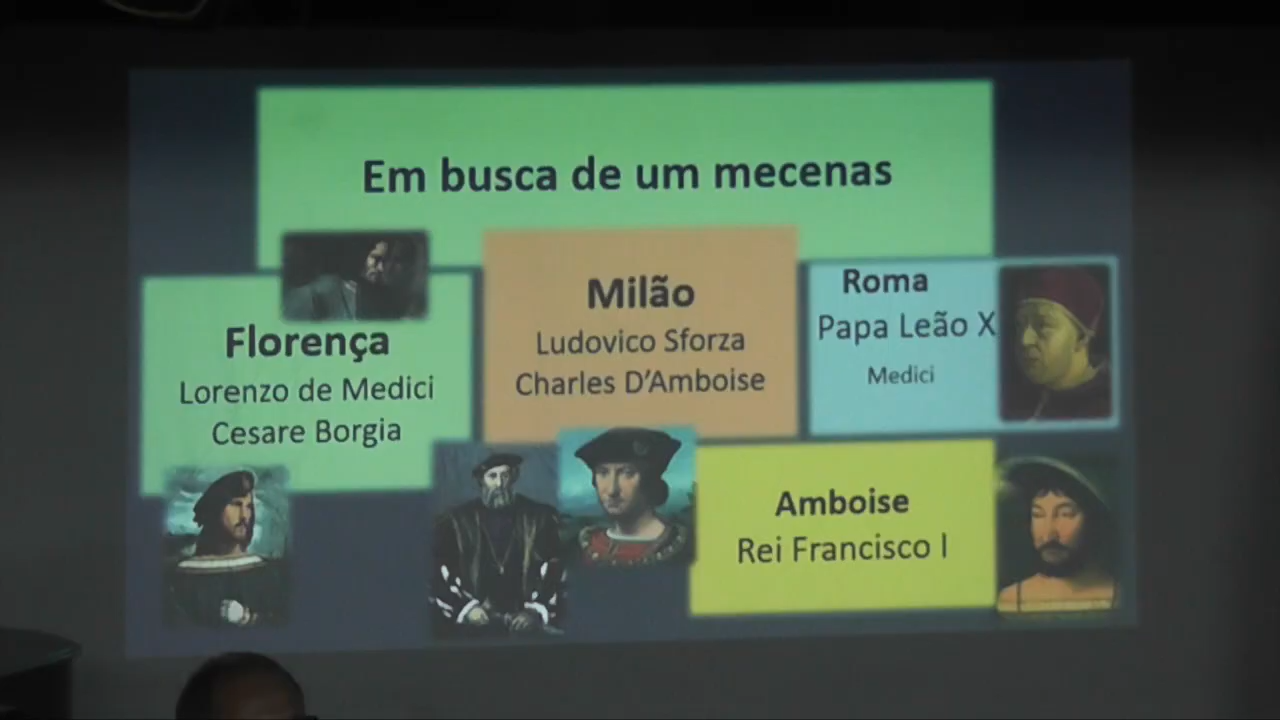 Em busca de um mecenas
Florença
Lorenzo de Medici
Cesare Borgia
Milão
Ludovico Sforza
Charles D'Amboise
Roma
Papa Leão X
Medici
Amboise
Rei Francisco I